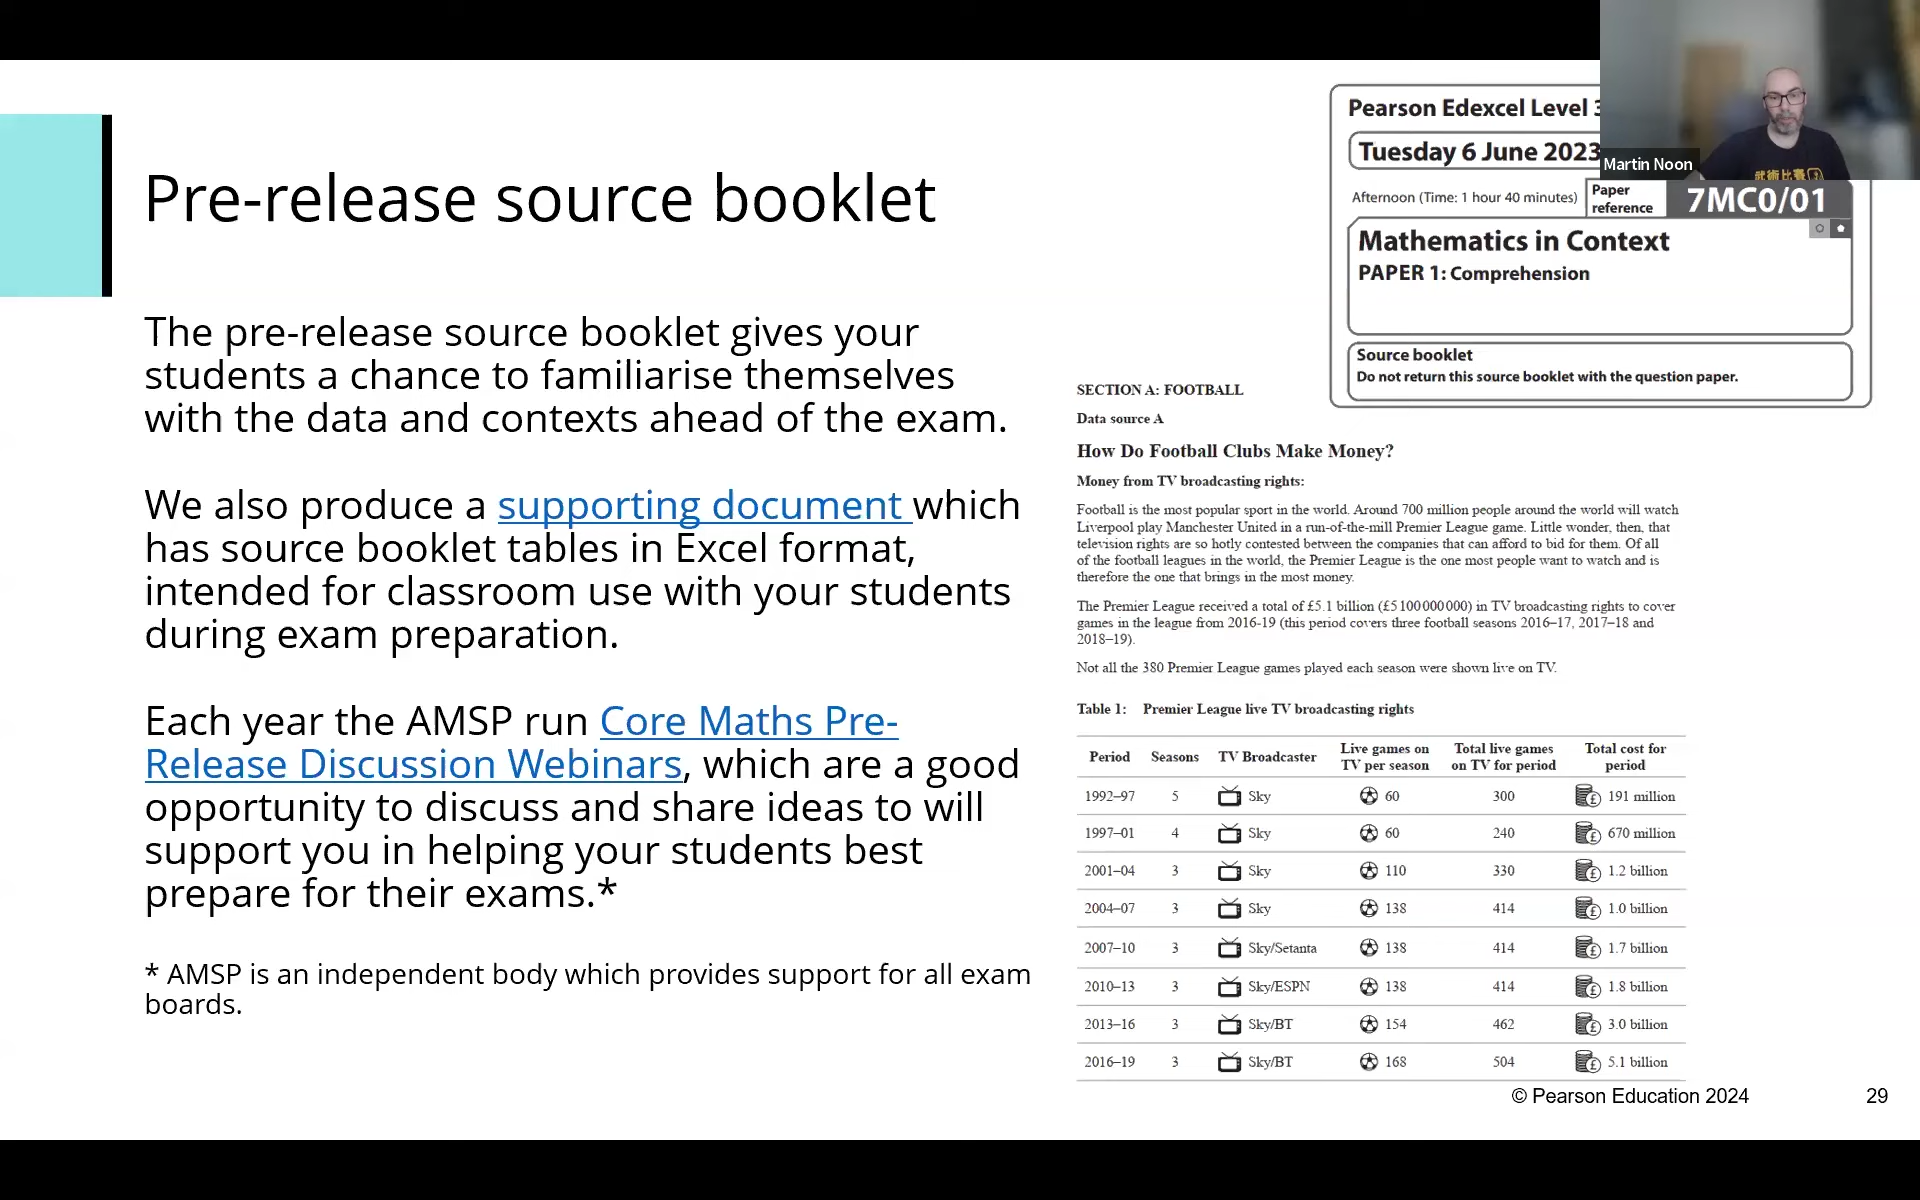 Pre-release source booklet
The pre-release source booklet gives your
students a chance to familiarise themselves
with the data and contexts ahead of the exam.
We also produce a supporting document which
has source booklet tables in Excel format,
intended for classroom use with your students
during exam preparation.
Each year the AMSP run Core Maths Pre-
Release Discussion Webinars, which are a good
opportunity to discuss and share ideas to will
support you in helping your students best
prepare for their exams.*
* AMSP is an independent body which provides support for all exam
boards.
Pearson Edexcel Level 3
Tuesday 6 June 2023
Afternoon (Time: 1 hour 40 minutes)
Paper
reference
7MC0/01
Mathematics in Context
PAPER 1: Comprehension
Source booklet
Do not return this source booklet with the question paper.
Martin Noon
武術比賽
SECTION A: FOOTBALL
Data source A
How Do Football Clubs Make Money?
Money from TV broadcasting rights:
Football is the most popular sport in the world. Around 700 million people around the world will watch
Liverpool play Manchester United in a run-of-the-mill Premier League game. Little wonder, then, that
television rights are so hotly contested between the companies that can afford to bid for them. Of all
of the football leagues in the world, the Premier League is the one most people want to watch and is
therefore the one that brings in the most money.
The Premier League received a total of £5.1 billion (£5 100 000 000) in TV broadcasting rights to cover
games in the league from 2016-19 (this period covers three football seasons 2016–17, 2017–18 and
2018–19).
Not all the 380 Premier League games played each season were shown live on TV.
Table 1: Premier League live TV broadcasting rights
Period Seasons TV Broadcaster Live games on TV per season Total live games on TV for period Total cost for period
1992–97 5 Sky 60 300 £ 191 million
1997–01 4 Sky 60 240 £ 670 million
2001–04 3 Sky 110 330 £ 1.2 billion
2004–07 3 Sky 138 414 £ 1.0 billion
2007–10 3 Sky/Setanta 138 414 £ 1.7 billion
2010–13 3 Sky/ESPN 138 414 £ 1.8 billion
2013–16 3 Sky/BT 154 462 £ 3.0 billion
2016–19 3 Sky/BT 168 504 £ 5.1 billion
© Pearson Education 2024
29